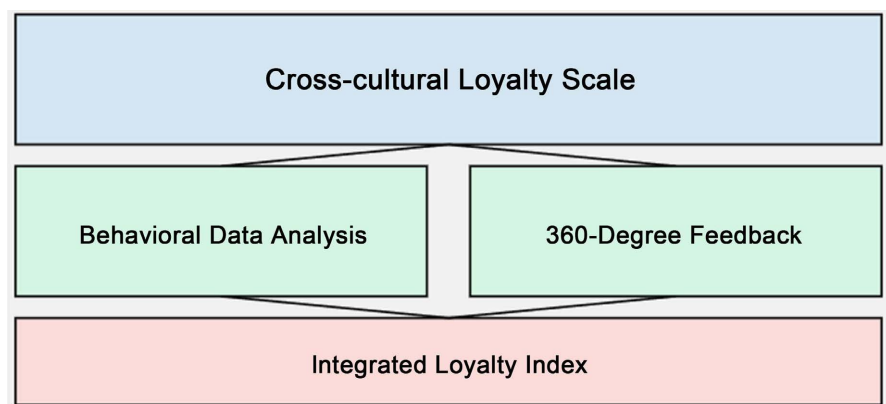 Cross-cultural Loyalty Scale
Behavioral Data Analysis
360-Degree Feedback
Integrated Loyalty Index